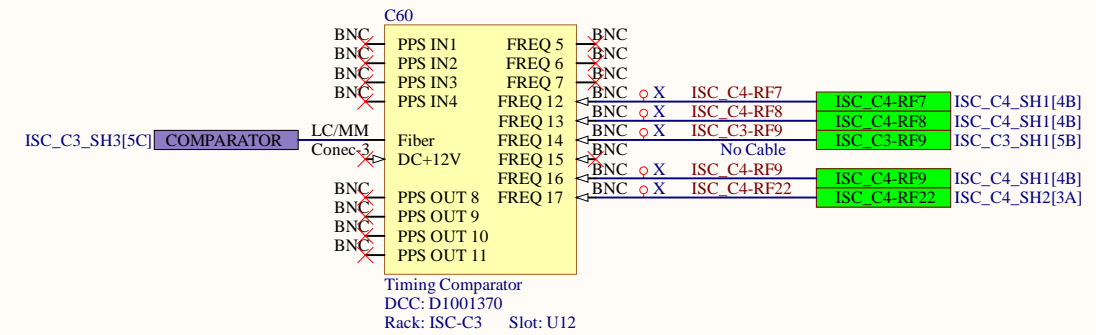 C60
BNC PPS IN1 FREQ 5 BNC
BNC PPS IN2 FREQ 6 BNC
BNC PPS IN3 FREQ 7 BNC
BNC PPS IN4 FREQ 12 BNC X ISC_C4-RF7 ISC_C4-RF7 ISC_C4_SH1[4B]
FREQ 13 X ISC_C4-RF8 ISC_C4-RF8 ISC_C4_SH1[4B]
ISC_C3_SH3[5C] COMPARATOR LC/MM Fiber FREQ 14 BNC X ISC_C3-RF9 ISC_C3-RF9 ISC_C3_SH1[5B]
Conec-3 DC+12V FREQ 15 BNC No Cable
FREQ 16 BNC X ISC_C4-RF9 ISC_C4-RF9 ISC_C4_SH1[4B]
BNC PPS OUT 8 FREQ 17 BNC X ISC_C4-RF22 ISC_C4-RF22 ISC_C4_SH2[3A]
BNC PPS OUT 9
BNC PPS OUT 10
BNC PPS OUT 11
Timing Comparator
DCC: D1001370
Rack: ISC-C3 Slot: U12